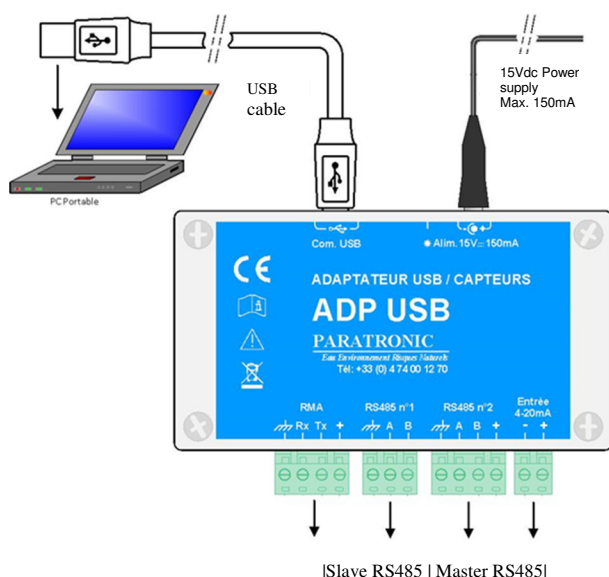 USB
cable
15Vdc Power
supply
Max. 150mA
PC Portable
Com. USB
Alim. 15V⎓150mA
CE
ADAPTATEUR USB / CAPTEURS
ADP USB
PARATRONIC
Eau Environnement Risques Naturels
Tél: +33 (0) 4 74 00 12 70
RMA RS485 n°1 RS485 n°2 Entrée
4-20mA
Rx Tx + A B A B + - +
|Slave RS485 | Master RS485|